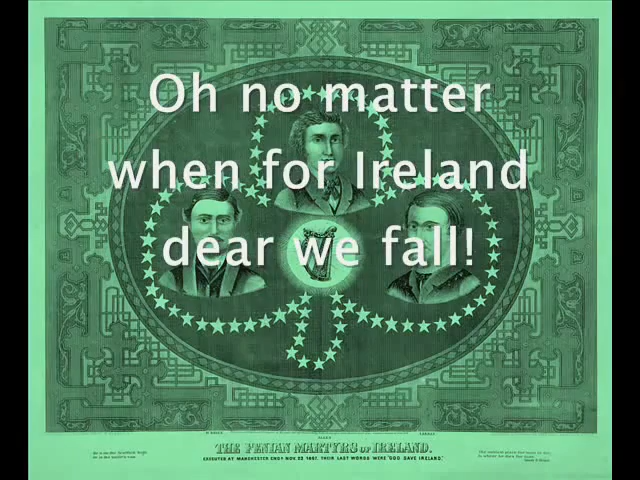 Oh no matter
when for Ireland
dear we fall!
THE FENIAN MARTYRS OF IRELAND.
EXECUTED AT MANCHESTER ENGD NOV 23 1867. THEIR LAST WORDS WERE "GOD SAVE IRELAND."